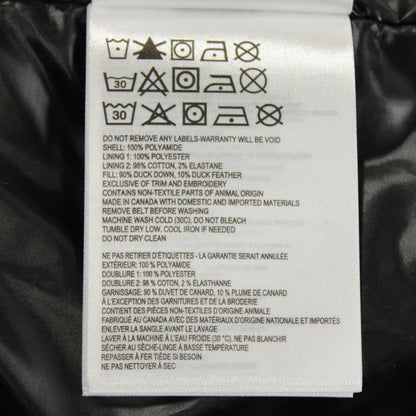 30
30
DO NOT REMOVE ANY LABELS-WARRANTY WILL BE VOID
SHELL: 100% POLYAMIDE
LINING 1: 100% POLYESTER
LINING 2: 98% COTTON, 2% ELASTANE
FILL: 90% DUCK DOWN, 10% DUCK FEATHER
EXCLUSIVE OF TRIM AND EMBROIDERY
CONTAINS NON-TEXTILE PARTS OF ANIMAL ORIGIN
MADE IN CANADA WITH DOMESTIC AND IMPORTED MATERIALS
REMOVE BELT BEFORE WASHING
MACHINE WASH COLD (30C). DO NOT BLEACH
TUMBLE DRY LOW. COOL IRON IF NEEDED
DO NOT DRY CLEAN
NE PAS RETIRER D'ÉTIQUETTES - LA GARANTIE SERAIT ANNULÉE
EXTÉRIEUR: 100 % POLYAMIDE
DOUBLURE 1: 100 % POLYESTER
DOUBLURE 2: 98 % COTON, 2 % ÉLASTHANNE
GARNISSAGE: 90 % DUVET DE CANARD, 10 % PLUME DE CANARD
À L'EXCEPTION DES GARNITURES ET DE LA BRODERIE
CONTIENT DES PIÈCES NON-TEXTILES D'ORIGINE ANIMALE
FABRIQUÉ AU CANADA AVEC DES MATÉRIAUX D'ORIGINE NATIONALE ET IMPORTÉS
ENLEVER LA SANGLE AVANT LE LAVAGE
LAVER À LA MACHINE À L'EAU FROIDE (30 °C), NE PAS BLANCHIR
SÉCHER AU SÈCHE-LINGE À BASSE TEMPÉRATURE
REPASSER À FER TIÈDE SI NÉCESSAIRE
NE PAS NETTOYER À SEC